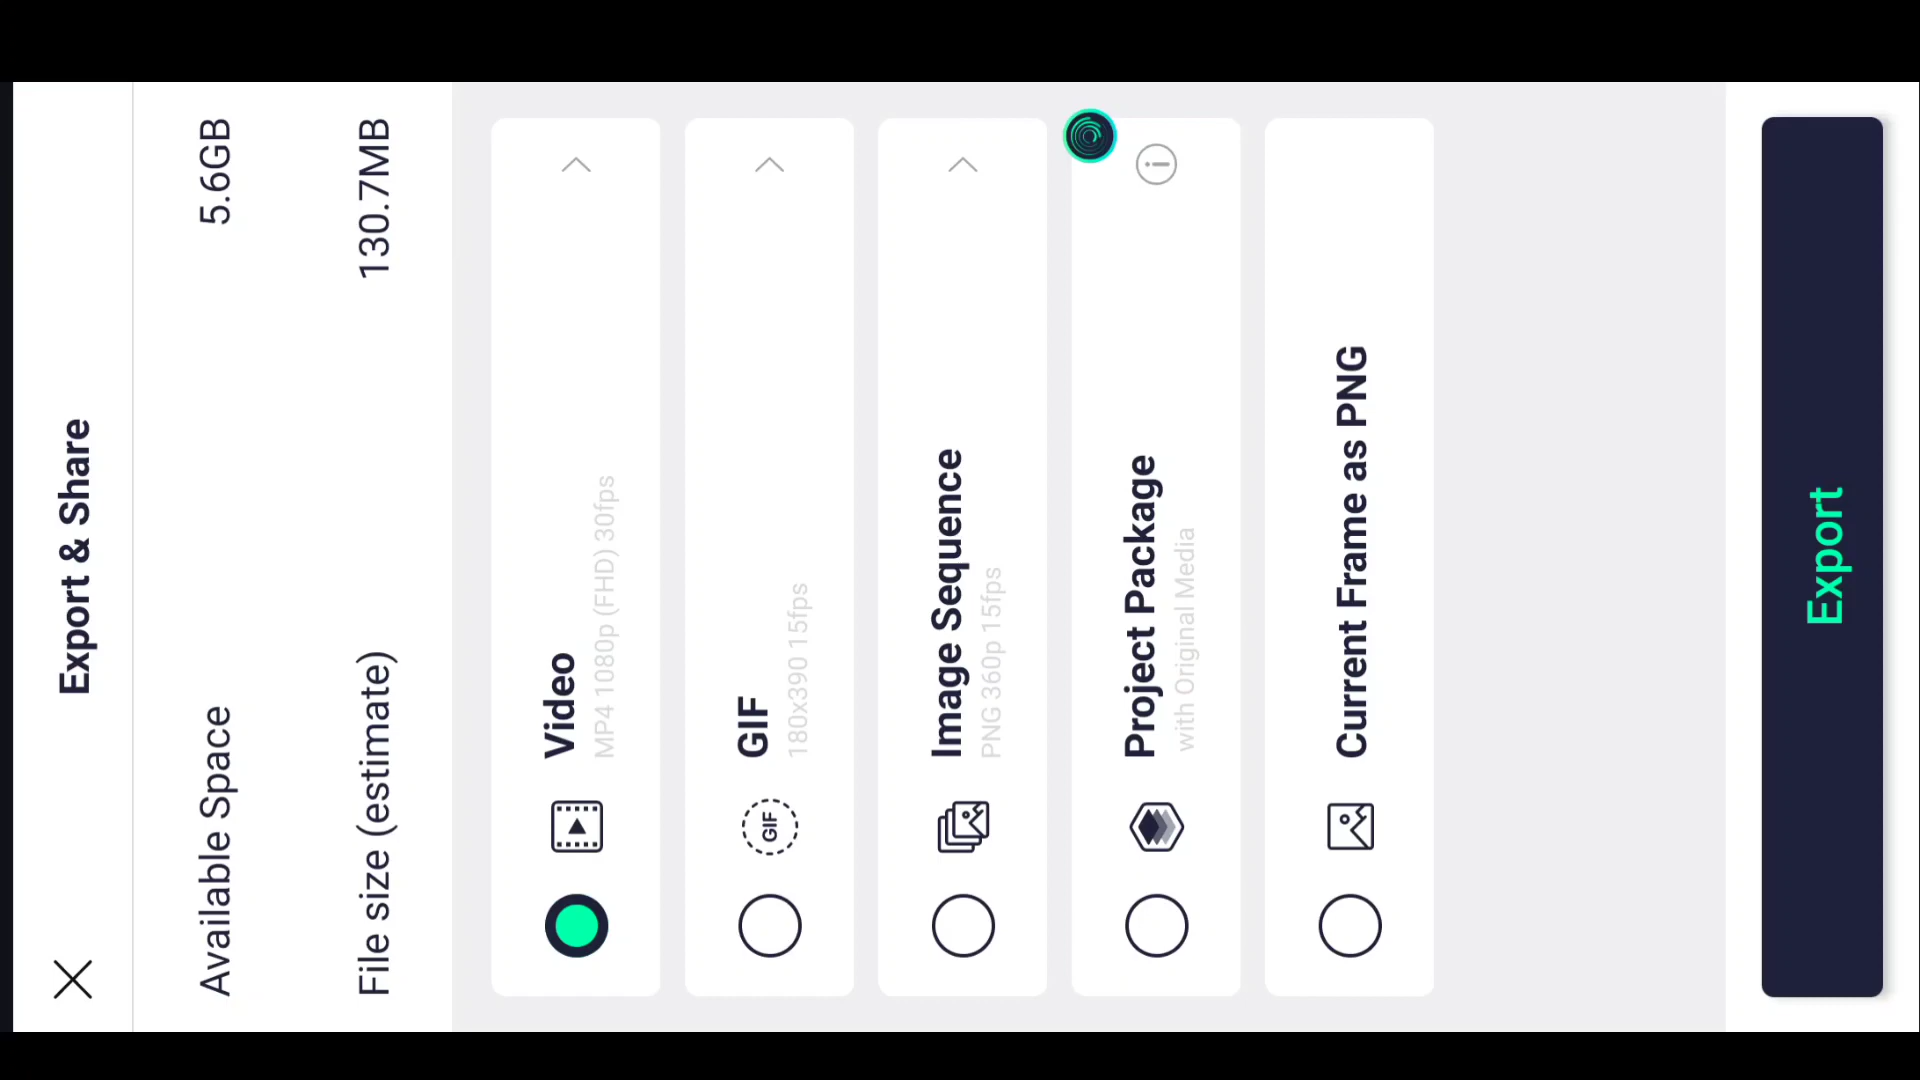 Export & Share
Available Space 5.6GB
File size (estimate) 130.7MB
Video
MP4 1080p (FHD) 30fps
GIF
GIF
180x390 15fps
Image Sequence
PNG 360p 15fps
Project Package
with Original Media
Current Frame as PNG
Export